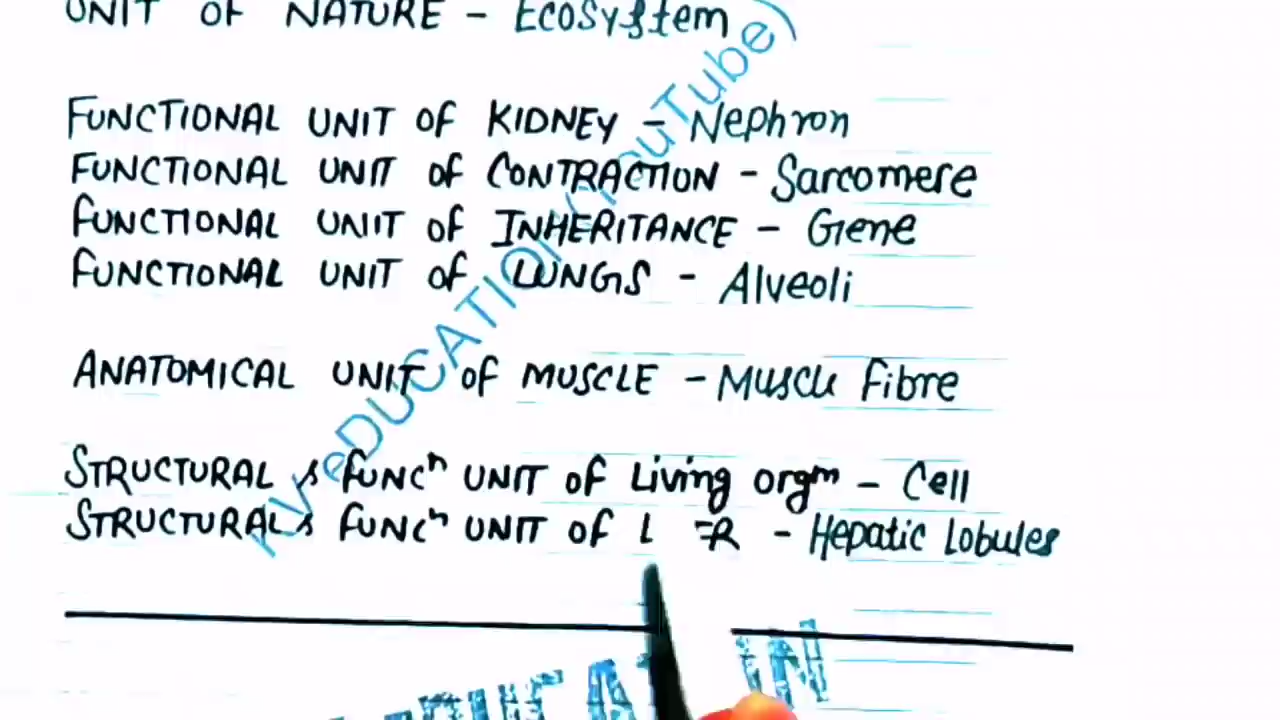 UNIT OF NATURE - Ecosystem
FUNCTIONAL UNIT OF KIDNEY - Nephron
FUNCTIONAL UNIT OF CONTRACTION - Sarcomere
FUNCTIONAL UNIT OF INHERITANCE - Gene
FUNCTIONAL UNIT OF LUNGS - Alveoli
ANATOMICAL UNIT OF MUSCLE - Muscle Fibre
STRUCTURAL & FUNCⁿ UNIT OF Living orgᵐ - Cell
STRUCTURAL & FUNCⁿ UNIT OF - Hepatic Lobules